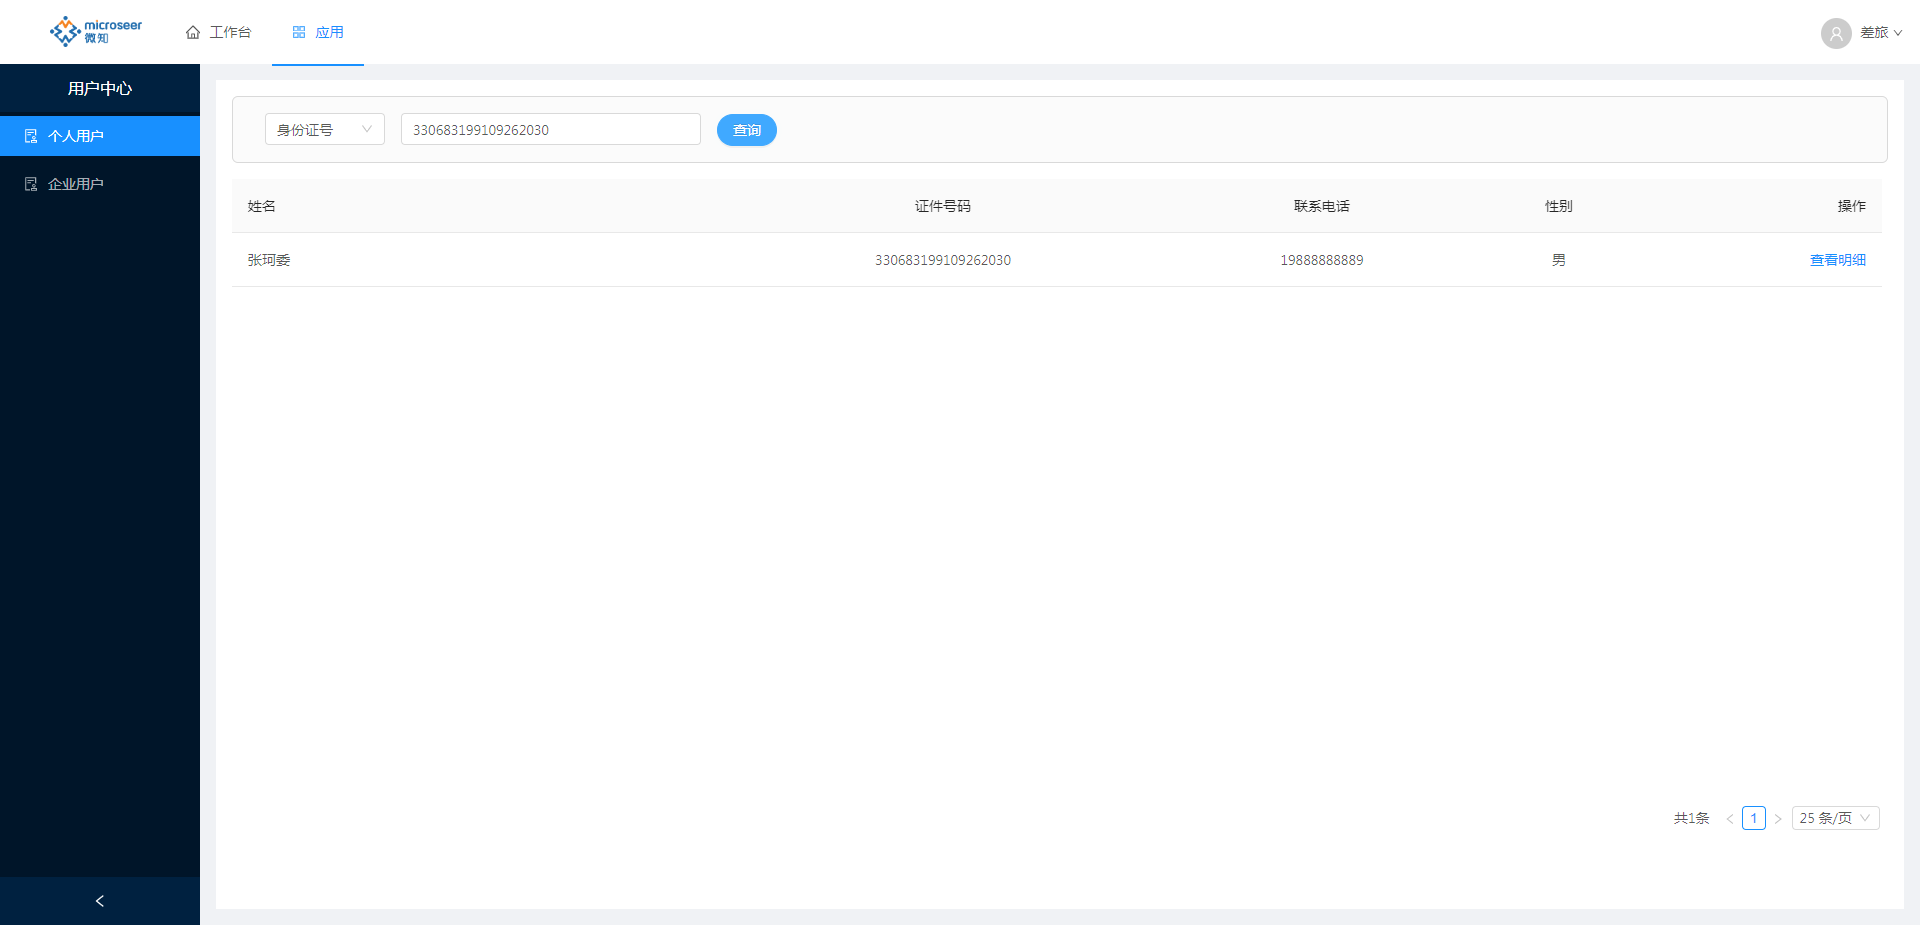 microseer
微知
工作台
应用
差旅
用户中心
个人用户
企业用户
身份证号
330683199109262030
查询
姓名 证件号码 联系电话 性别 操作
张珂委 330683199109262030 19888888889 男 查看明细
共1条 1 25 条/页